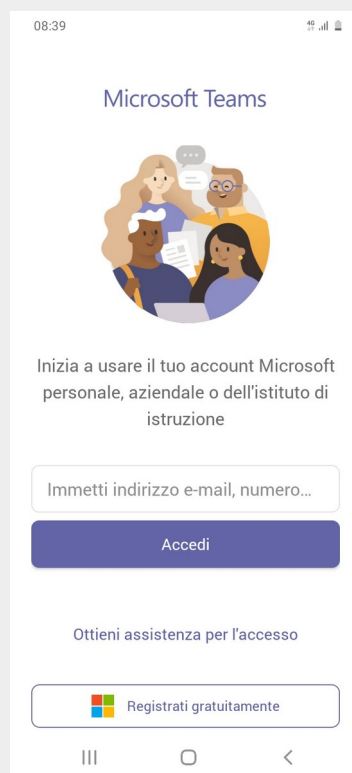 08:39
4G
Microsoft Teams
Inizia a usare il tuo account Microsoft
personale, aziendale o dell'istituto di
istruzione
Immetti indirizzo e-mail, numero...
Accedi
Ottieni assistenza per l'accesso
Registrati gratuitamente